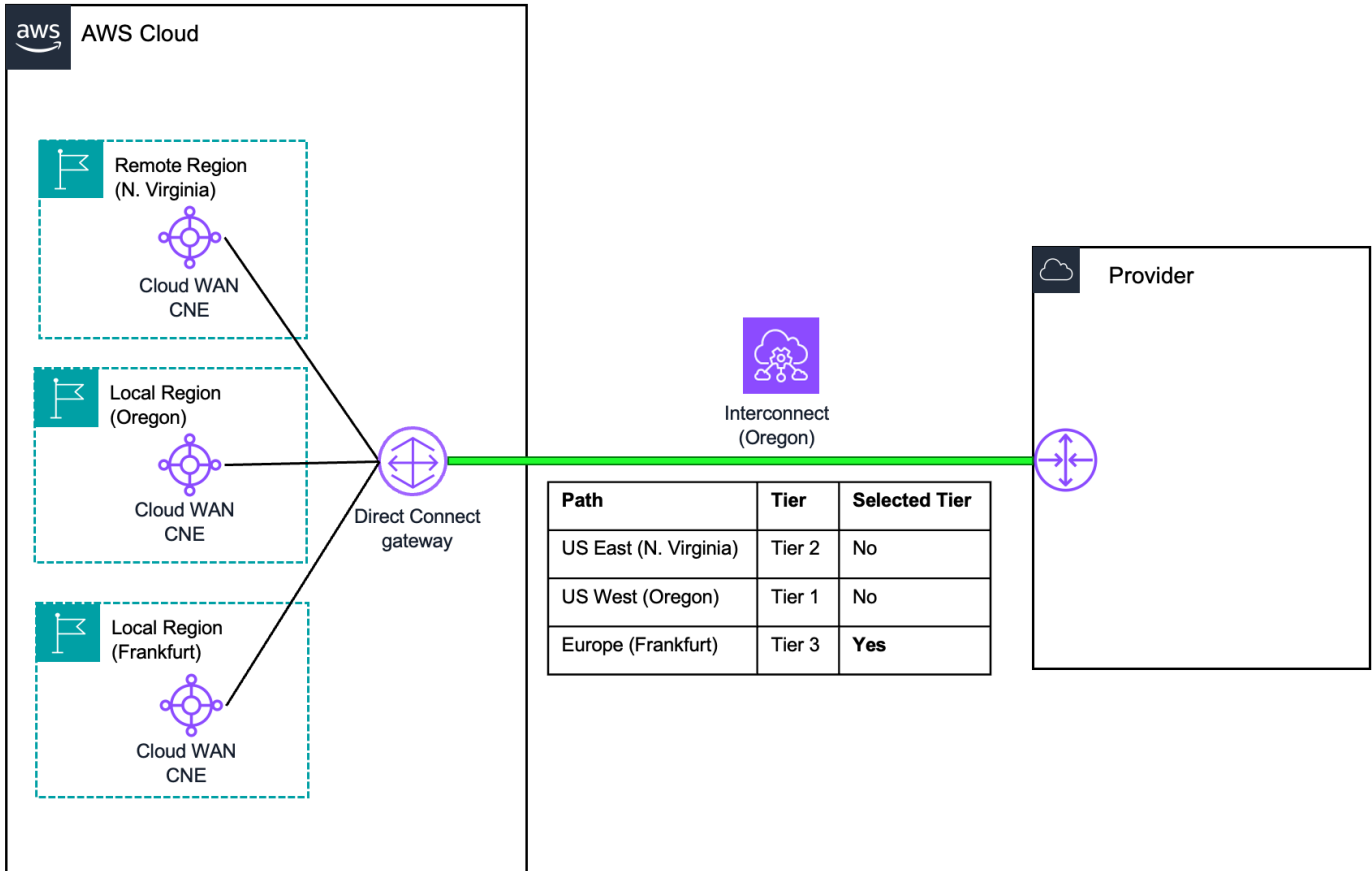 aws
AWS Cloud
Remote Region
(N. Virginia)
Cloud WAN
CNE
Local Region
(Oregon)
Cloud WAN
CNE
Local Region
(Frankfurt)
Cloud WAN
CNE
Direct Connect
gateway
Interconnect
(Oregon)
Path Tier Selected Tier
US East (N. Virginia) Tier 2 No
US West (Oregon) Tier 1 No
Europe (Frankfurt) Tier 3 Yes
Provider